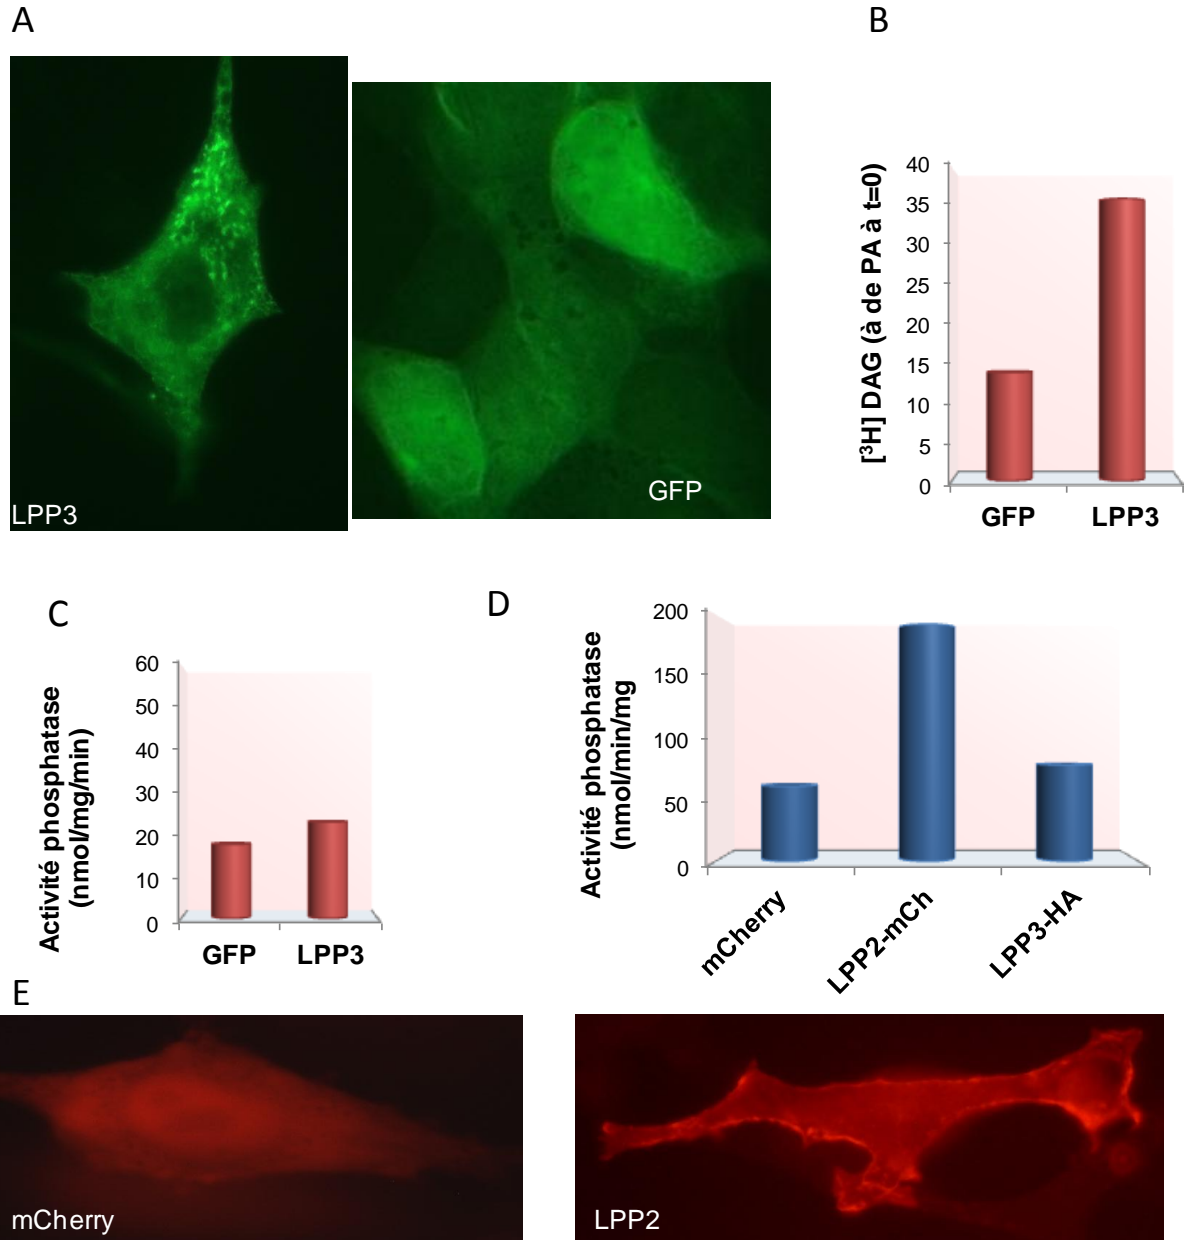 A
B
LPP3
GFP
[³H] DAG (à de PA à t=0)
40
35
30
25
20
15
10
5
0
GFP
LPP3
C
D
Activité phosphatase
(nmol/mg/min)
60
50
40
30
20
10
0
GFP
LPP3
Activité phosphatase
(nmol/min/mg
200
150
100
50
0
mCherry
LPP2-mCh
LPP3-HA
E
mCherry
LPP2